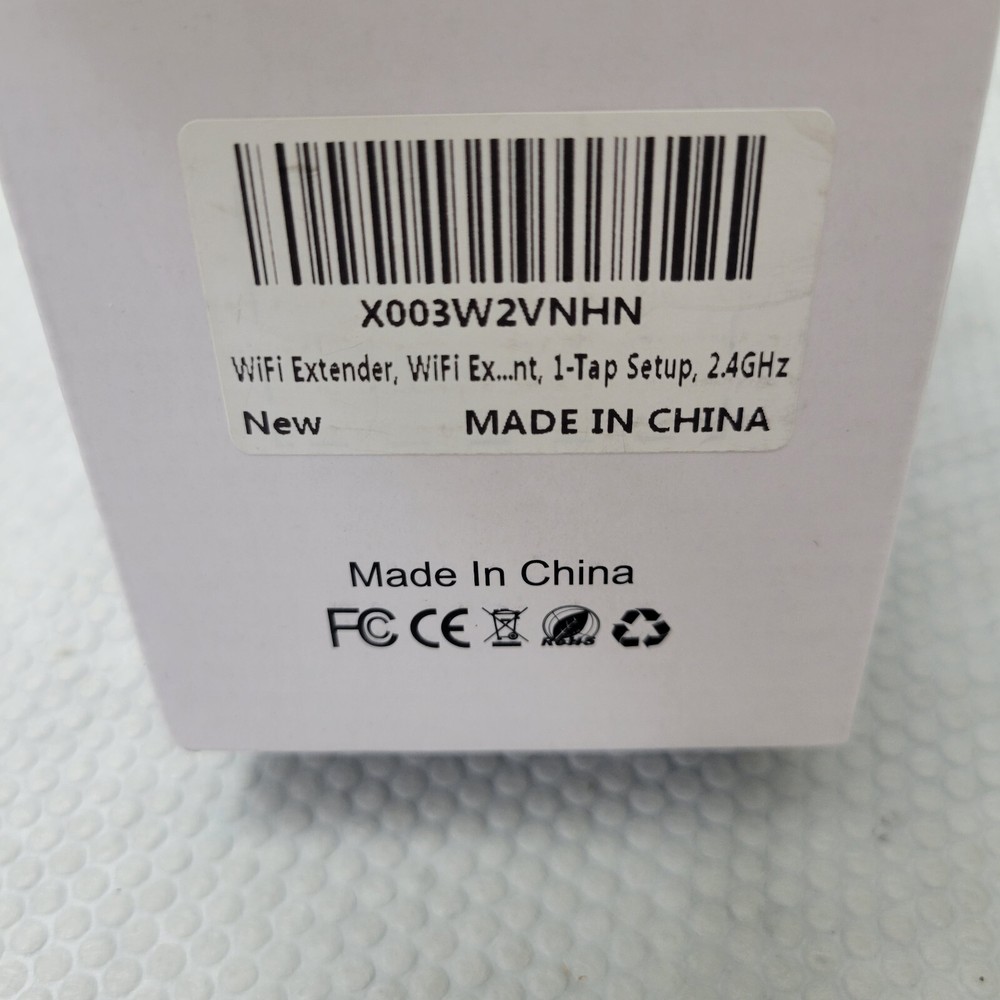 X003W2VNHN
WiFi Extender, WiFi Ex...nt, 1-Tap Setup, 2.4GHz
New MADE IN CHINA
Made In China
FC CE RoHS